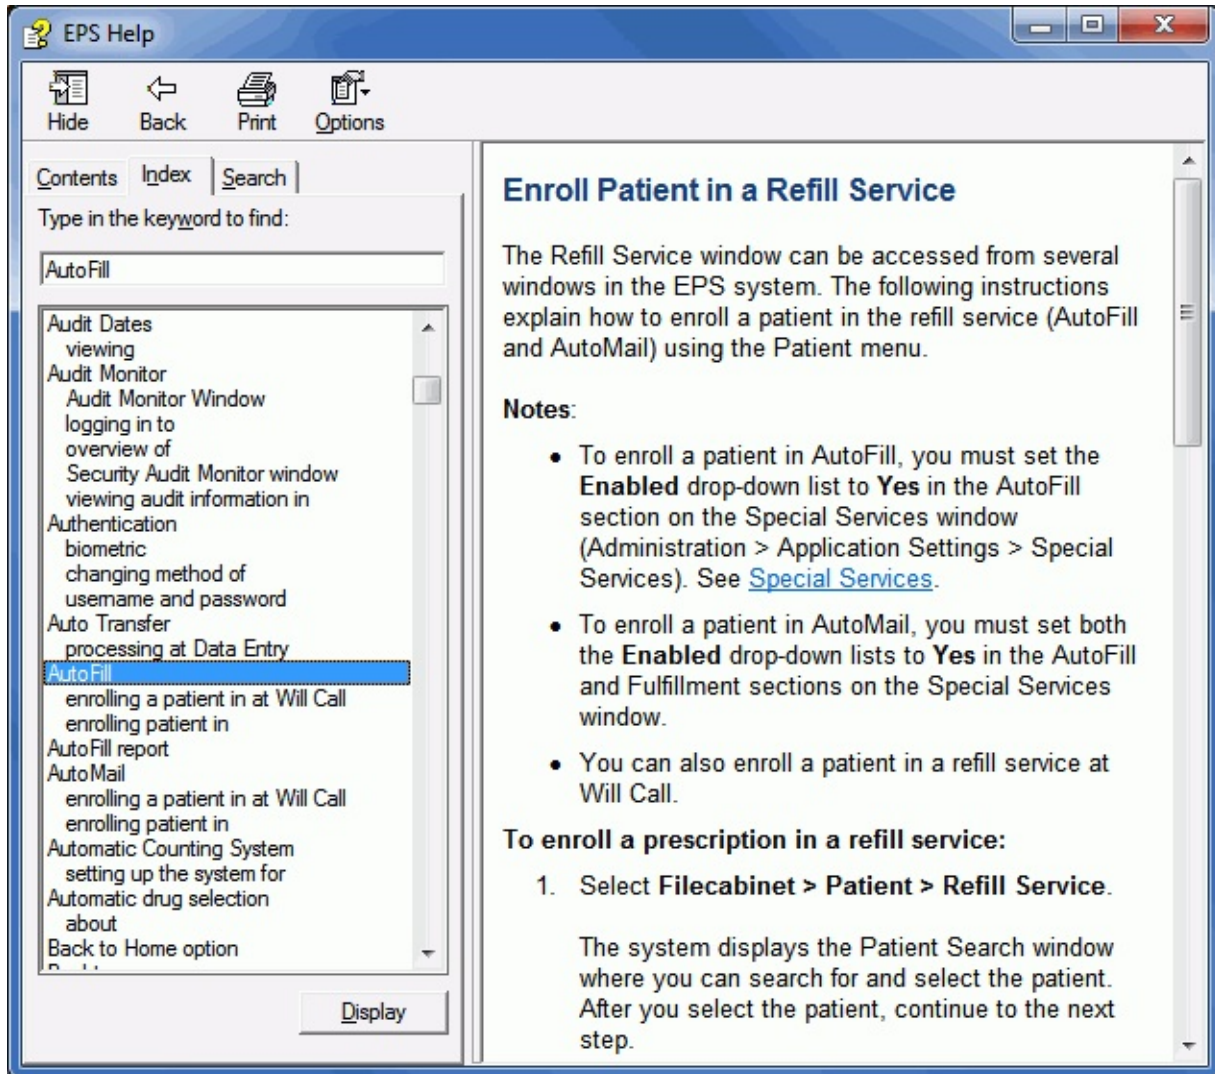 EPS Help
Hide Back Print Options
Contents Index Search
Type in the keyword to find:
AutoFill
Audit Dates
viewing
Audit Monitor
Audit Monitor Window
logging in to
overview of
Security Audit Monitor window
viewing audit information in
Authentication
biometric
changing method of
username and password
Auto Transfer
processing at Data Entry
AutoFill
enrolling a patient in at Will Call
enrolling patient in
AutoFill report
AutoMail
enrolling a patient in at Will Call
enrolling patient in
Automatic Counting System
setting up the system for
Automatic drug selection
about
Back to Home option
Display
Enroll Patient in a Refill Service
The Refill Service window can be accessed from several
windows in the EPS system. The following instructions
explain how to enroll a patient in the refill service (AutoFill
and AutoMail) using the Patient menu.
Notes:
• To enroll a patient in AutoFill, you must set the
Enabled drop-down list to Yes in the AutoFill
section on the Special Services window
(Administration > Application Settings > Special
Services). See Special Services.
• To enroll a patient in AutoMail, you must set both
the Enabled drop-down lists to Yes in the AutoFill
and Fulfillment sections on the Special Services
window.
• You can also enroll a patient in a refill service at
Will Call.
To enroll a prescription in a refill service:
1. Select Filecabinet > Patient > Refill Service.
The system displays the Patient Search window
where you can search for and select the patient.
After you select the patient, continue to the next
step.